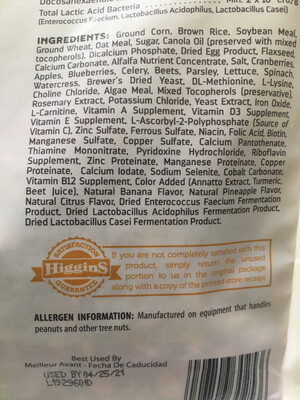 Total Lactic Acid Bacteria
(Enterococcus Faecium, Lactobacillus Acidophilus, Lactobacillus Casei)
INGREDIENTS: Ground Corn, Brown Rice, Soybean Meal,
Ground Wheat, Oat Meal, Sugar, Canola Oil (preserved with mixed
tocopherols), Dicalcium Phosphate, Dried Egg Product, Flaxseed,
Calcium Carbonate, Alfalfa Nutrient Concentrate, Salt, Cranberries,
Apples, Blueberries, Celery, Beets, Parsley, Lettuce, Spinach,
Watercress, Brewer's Dried Yeast, DL-Methionine, L-Lysine,
Choline Chloride, Algae Meal, Mixed Tocopherols (preservative),
Rosemary Extract, Potassium Chloride, Yeast Extract, Iron Oxide,
L-Carnitine, Vitamin A Supplement, Vitamin D3 Supplement,
Vitamin E Supplement, L-Ascorbyl-2-Polyphosphate (Source of
Vitamin C), Zinc Sulfate, Ferrous Sulfate, Niacin, Folic Acid, Biotin,
Manganese Sulfate, Copper Sulfate, Calcium Pantothenate,
Thiamine Mononitrate, Pyridoxine Hydrochloride, Riboflavin
Supplement, Zinc Proteinate, Manganese Proteinate, Copper
Proteinate, Calcium Iodate, Sodium Selenite, Cobalt Carbonate,
Vitamin B12 Supplement, Color Added (Annatto Extract, Turmeric,
Beet Juice), Natural Banana Flavor, Natural Pineapple Flavor,
Natural Citrus Flavor, Dried Enterococcus Faecium Fermentation
Product, Dried Lactobacillus Acidophilus Fermentation Product,
Dried Lactobacillus Casei Fermentation Product.
SATISFACTION
Higgins
GUARANTEE
If you are not completely satisfied with this
product, simply return the unused
portion to us in the original package
along with a copy of the printed store receipt.
ALLERGEN INFORMATION: Manufactured on equipment that handles
peanuts and other tree nuts.
Best Used By
Meilleur Avant - Fecha De Caducidad
USED BY 04/25/21
L1929601D